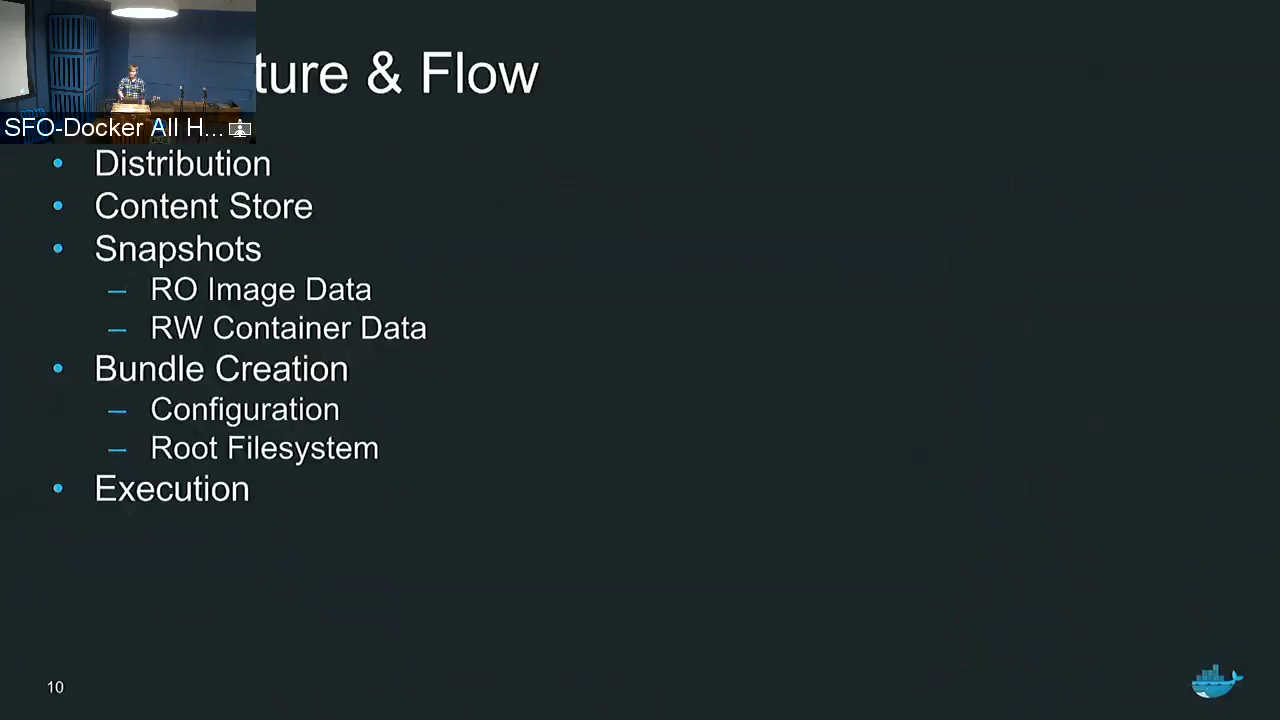 ture & Flow
SFO-Docker All H...
Distribution
Content Store
Snapshots
RO Image Data
RW Container Data
Bundle Creation
Configuration
Root Filesystem
Execution
10